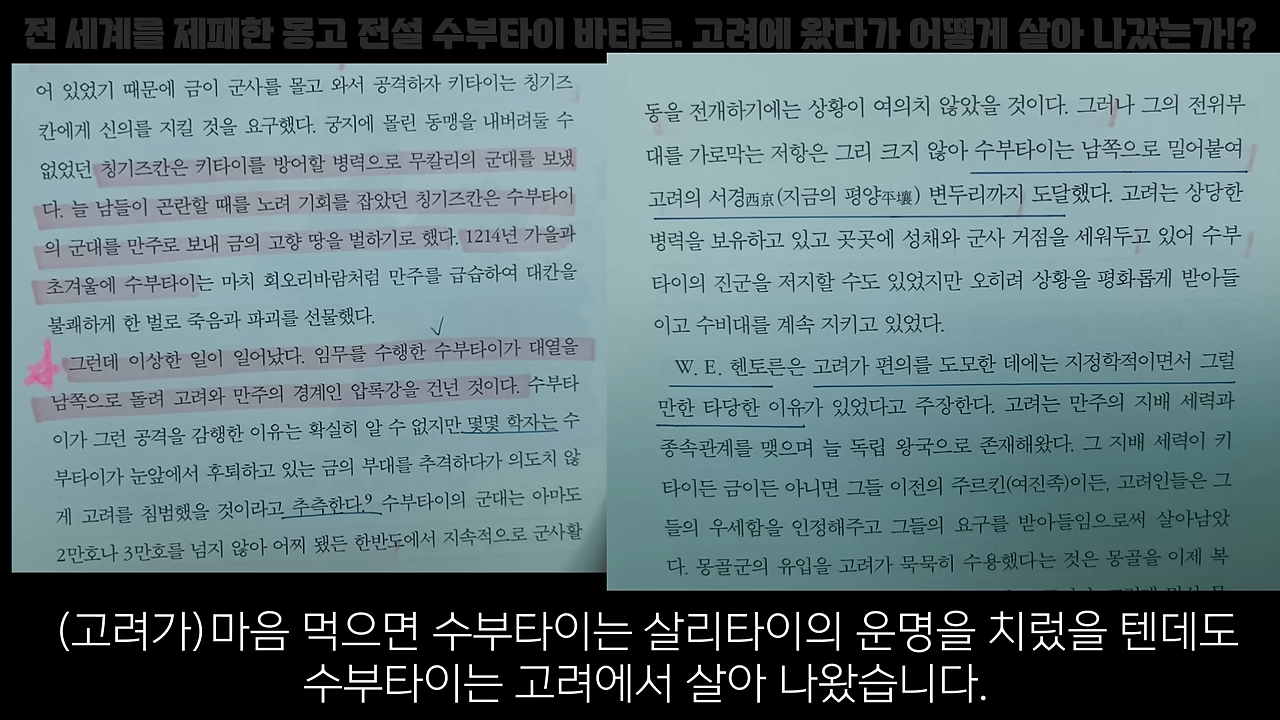 전 세계를 제패한 몽고 전설 수부타이 바타르. 고려에 왔다가 어떻게 살아 나갔는가!?
어 있었기 때문에 금이 군사를 몰고 와서 공격하자 키타이는 칭기즈
칸에게 신의를 지킬 것을 요구했다. 궁지에 몰린 동맹을 내버려둘 수
없었던 칭기즈칸은 키타이를 방어할 병력으로 무칼리의 군대를 보냈
다. 늘 남들이 곤란할 때를 노려 기회를 잡았던 칭기즈칸은 수부타이
의 군대를 만주로 보내 금의 고향 땅을 벌하기로 했다. 1214년 가을과
초겨울에 수부타이는 마치 회오리바람처럼 만주를 급습하여 대칸을
불쾌하게 한 벌로 죽음과 파괴를 선물했다.
그런데 이상한 일이 일어났다. 임무를 수행한 수부타이가 대열을
남쪽으로 돌려 고려와 만주의 경계인 압록강을 건넌 것이다. 수부타
이가 그런 공격을 감행한 이유는 확실히 알 수 없지만 몇몇 학자는 수
부타이가 눈앞에서 후퇴하고 있는 금의 부대를 추격하다가 의도치 않
게 고려를 침범했을 것이라고 추측한다.9 수부타이의 군대는 아마도
2만호나 3만호를 넘지 않아 어찌 됐든 한반도에서 지속적으로 군사활
동을 전개하기에는 상황이 여의치 않았을 것이다. 그러나 그의 전위부
대를 가로막는 저항은 그리 크지 않아 수부타이는 남쪽으로 밀어붙여
고려의 서경西京(지금의 평양平壤) 변두리까지 도달했다. 고려는 상당한
병력을 보유하고 있고 곳곳에 성채와 군사 거점을 세워두고 있어 수부
타이의 진군을 저지할 수도 있었지만 오히려 상황을 평화롭게 받아들
이고 수비대를 계속 지키고 있었다.
W. E. 헨토른은 고려가 편의를 도모한 데에는 지정학적이면서 그럴
만한 타당한 이유가 있었다고 주장한다. 고려는 만주의 지배 세력과
종속관계를 맺으며 늘 독립 왕국으로 존재해왔다. 그 지배 세력이 키
타이든 금이든 아니면 그들 이전의 주르킨(여진족)이든, 고려인들은 그
들의 우세함을 인정해주고 그들의 요구를 받아들임으로써 살아남았
다. 몽골군의 유입을 고려가 묵묵히 수용했다는 것은 몽골을 이제 복
(고려가)마음 먹으면 수부타이는 살리타이의 운명을 치렀을 텐데도
수부타이는 고려에서 살아 나왔습니다.